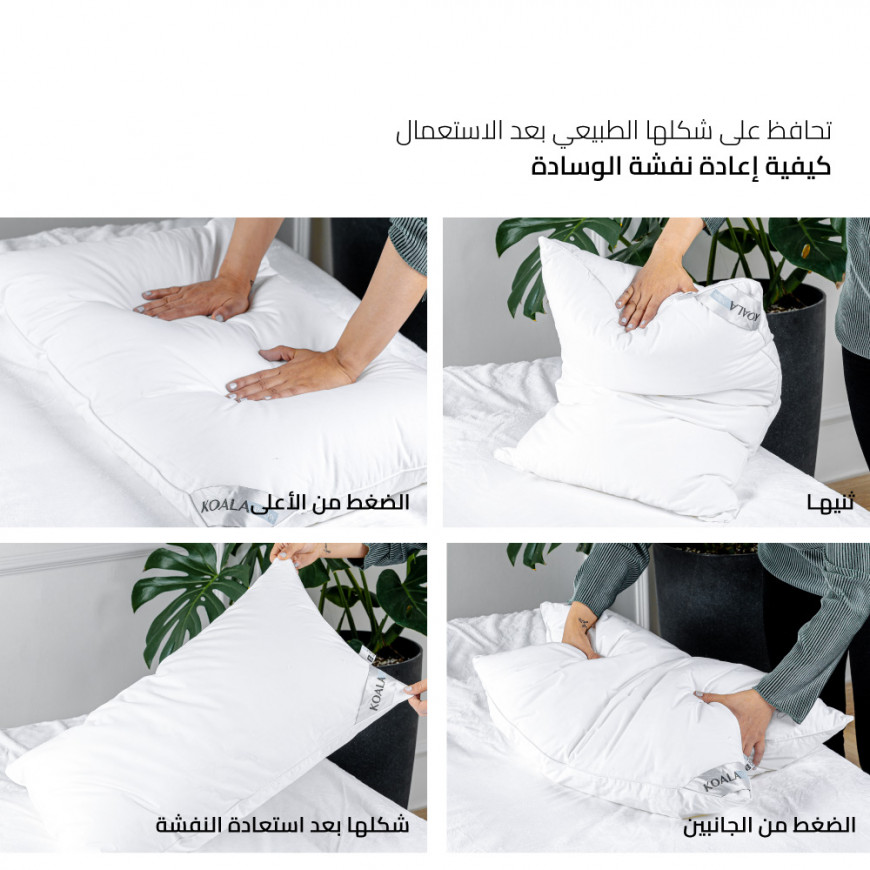 تحافظ على شكلها الطبيعي بعد الاستعمال
كيفية إعادة نفشة الوسادة
KOALA
ثنيهـا
KOALA
الضغط من الأعلى
KOALA
الضغط من الجانبين
KOALA
شكلها بعد استعادة النفشة